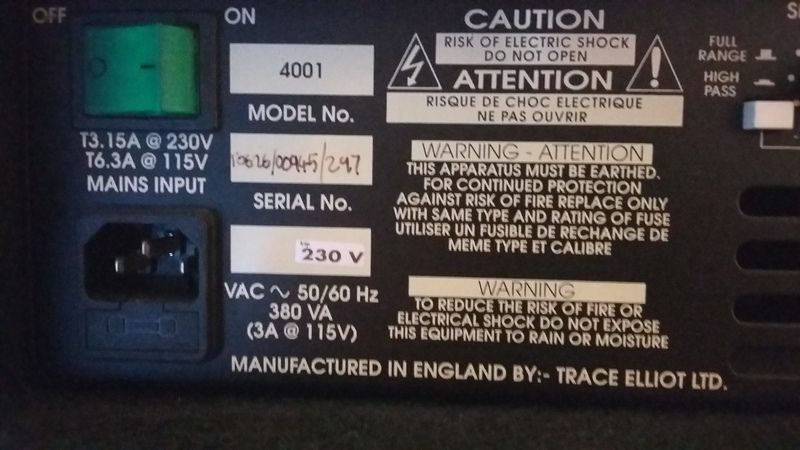 OFF
ON
4001
MODEL No.
T3.15A @ 230V
T6.3A @ 115V
MAINS INPUT
/00945/297
SERIAL No.
230 V
VAC ~ 50/60 Hz
380 VA
(3A @ 115V)
CAUTION
RISK OF ELECTRIC SHOCK
DO NOT OPEN
ATTENTION
RISQUE DE CHOC ELECTRIQUE
NE PAS OUVRIR
WARNING - ATTENTION
THIS APPARATUS MUST BE EARTHED.
FOR CONTINUED PROTECTION
AGAINST RISK OF FIRE REPLACE ONLY
WITH SAME TYPE AND RATING OF FUSE
UTILISER UN FUSIBLE DE RECHANGE DE
MEME TYPE ET CALIBRE
WARNING
TO REDUCE THE RISK OF FIRE OR
ELECTRICAL SHOCK DO NOT EXPOSE
THIS EQUIPMENT TO RAIN OR MOISTURE
FULL
RANGE
HIGH
PASS
MANUFACTURED IN ENGLAND BY:- TRACE ELLIOT LTD.